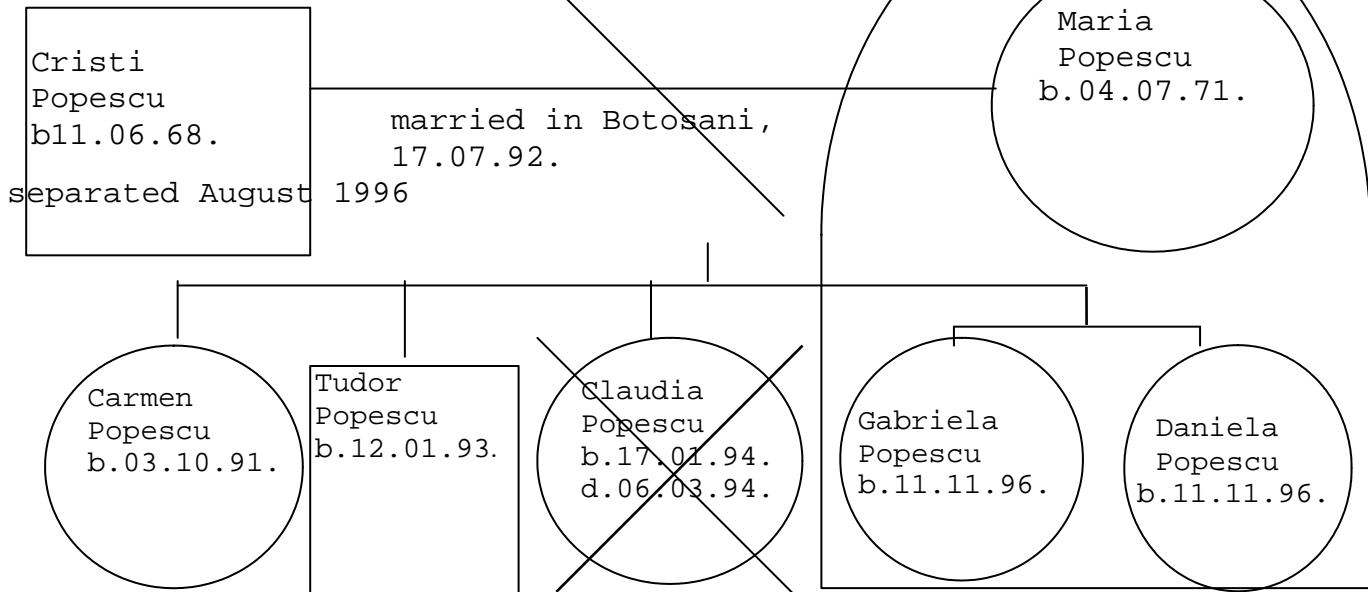 Cristi
Popescu
b11.06.68.
separated August 1996
married in Botosani,
17.07.92.
Maria
Popescu
b.04.07.71.
Carmen
Popescu
b.03.10.91.
Tudor
Popescu
b.12.01.93.
Claudia
Popescu
b.17.01.94.
d.06.03.94.
Gabriela
Popescu
b.11.11.96.
Daniela
Popescu
b.11.11.96.